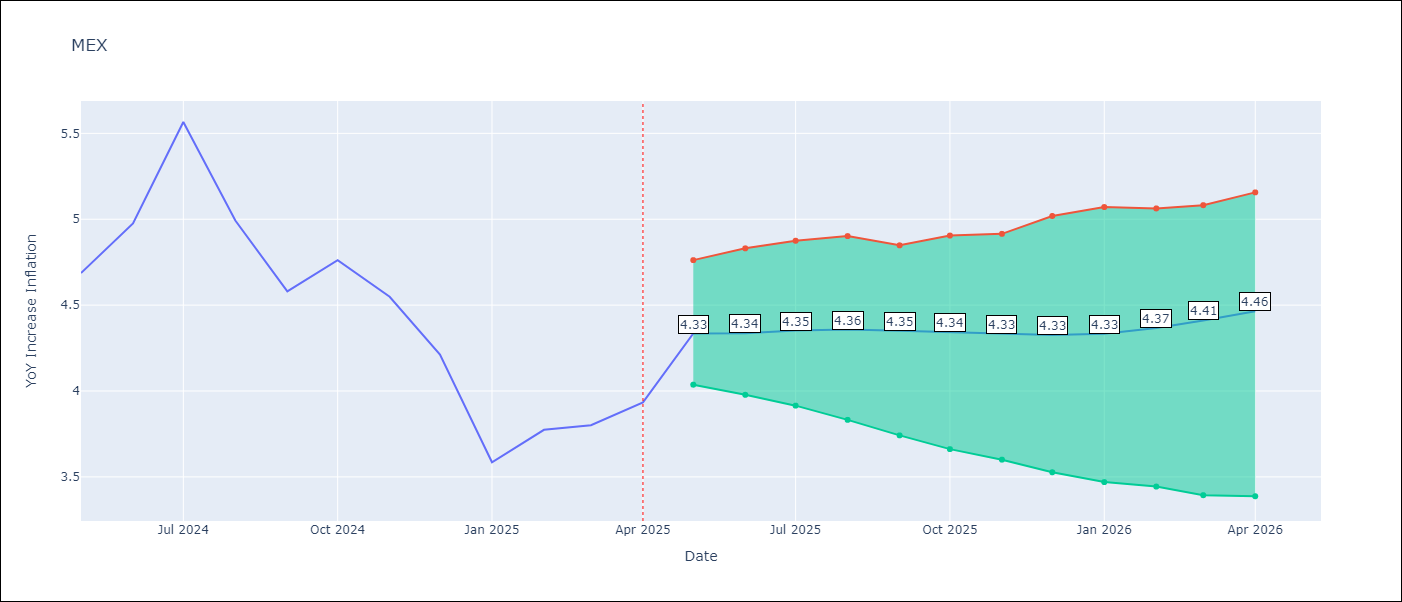 MEX
YoY Increase Inflation
5.5
5
4.5
4
3.5
4.33
4.34
4.35
4.36
4.35
4.34
4.33
4.33
4.33
4.37
4.41
4.46
Jul 2024
Oct 2024
Jan 2025
Apr 2025
Jul 2025
Oct 2025
Jan 2026
Apr 2026
Date